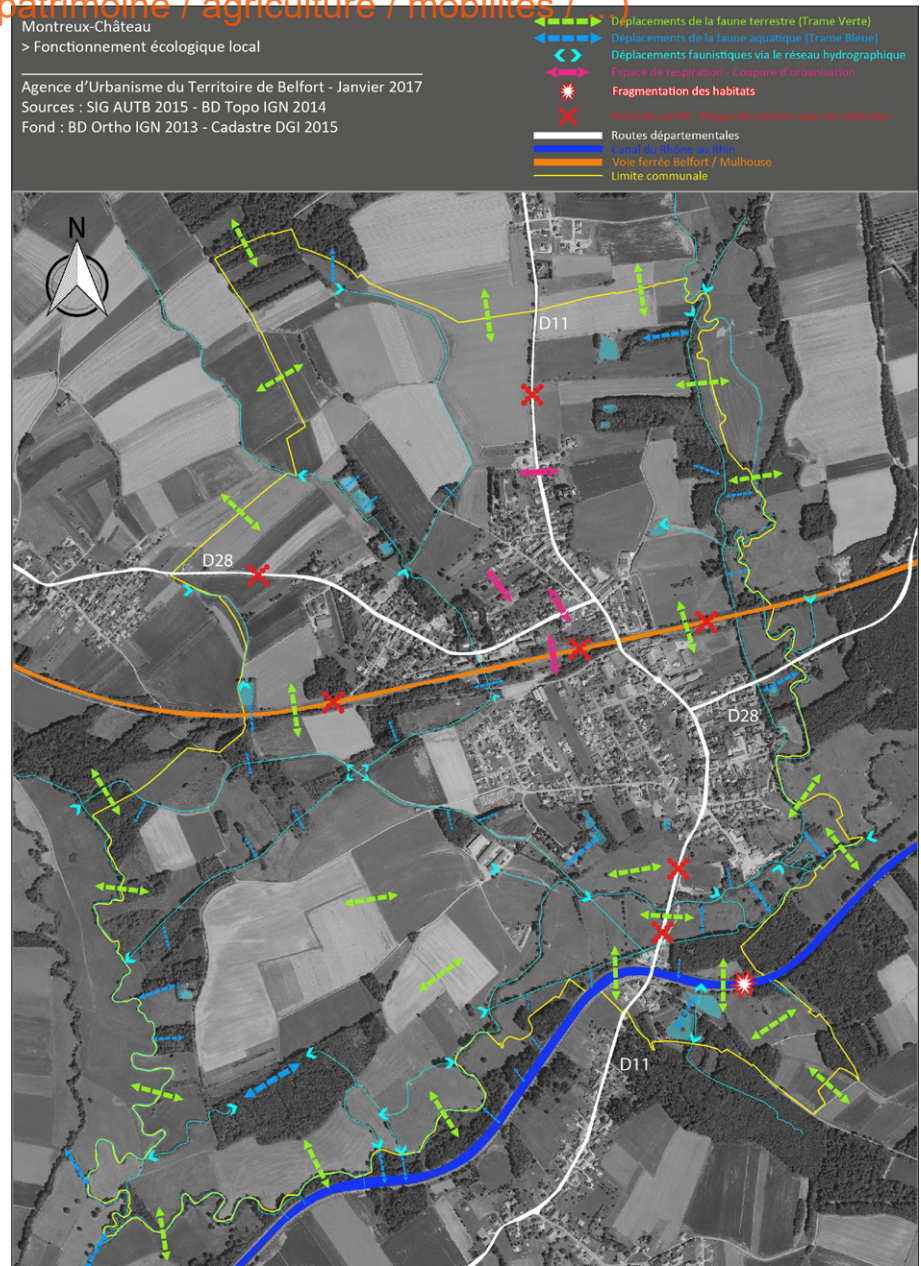 patrimoine / agriculture / mobilités / ...)
Montreux-Château
> Fonctionnement écologique local
Agence d'Urbanisme du Territoire de Belfort - Janvier 2017
Sources : SIG AUTB 2015 - BD Topo IGN 2014
Fond : BD Ortho IGN 2013 - Cadastre DGI 2015
Déplacements de la faune terrestre (Trame Verte)
Déplacements de la faune aquatique (Trame Bleue)
Déplacements faunistiques via le réseau hydrographique
Espace de respiration - Coupure d'urbanisation
Fragmentation des habitats
Point de conflit - Risque de collision avec les véhicules
Routes départementales
Canal du Rhône au Rhin
Voie ferrée Belfort / Mulhouse
Limite communale
N
D11
D28
D28
D11